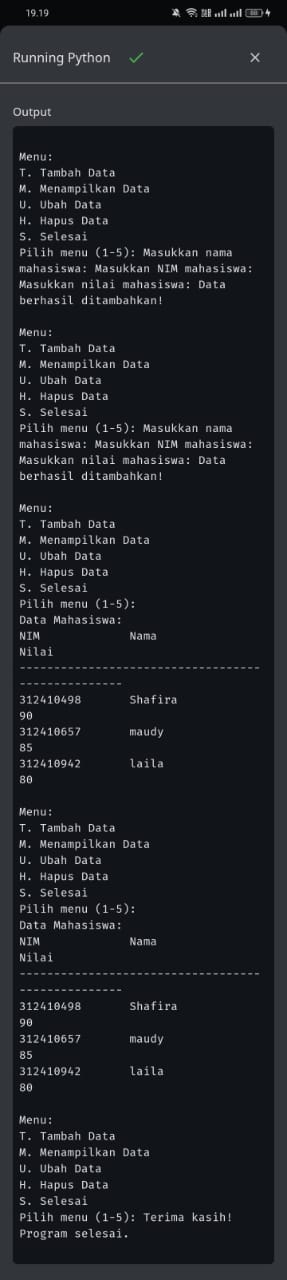 19.19
Running Python
Output
Menu:
T. Tambah Data
M. Menampilkan Data
U. Ubah Data
H. Hapus Data
S. Selesai
Pilih menu (1-5): Masukkan nama
mahasiswa: Masukkan NIM mahasiswa:
Masukkan nilai mahasiswa: Data
berhasil ditambahkan!
Menu:
T. Tambah Data
M. Menampilkan Data
U. Ubah Data
H. Hapus Data
S. Selesai
Pilih menu (1-5): Masukkan nama
mahasiswa: Masukkan NIM mahasiswa:
Masukkan nilai mahasiswa: Data
berhasil ditambahkan!
Menu:
T. Tambah Data
M. Menampilkan Data
U. Ubah Data
H. Hapus Data
S. Selesai
Pilih menu (1-5):
Data Mahasiswa:
NIM Nama
Nilai
-----------------------------------
---------------
312410498 Shafira
90
312410657 maudy
85
312410942 laila
80
Menu:
T. Tambah Data
M. Menampilkan Data
U. Ubah Data
H. Hapus Data
S. Selesai
Pilih menu (1-5):
Data Mahasiswa:
NIM Nama
Nilai
-----------------------------------
---------------
312410498 Shafira
90
312410657 maudy
85
312410942 laila
80
Menu:
T. Tambah Data
M. Menampilkan Data
U. Ubah Data
H. Hapus Data
S. Selesai
Pilih menu (1-5): Terima kasih!
Program selesai.